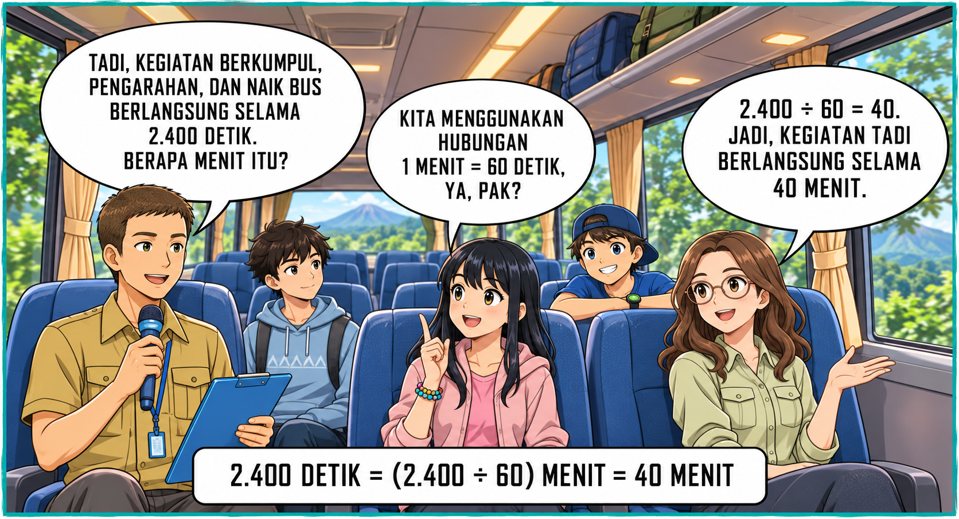 TADI, KEGIATAN BERKUMPUL,
PENGARAHAN, DAN NAIK BUS
BERLANGSUNG SELAMA
2.400 DETIK.
BERAPA MENIT ITU?
KITA MENGGUNAKAN
HUBUNGAN
1 MENIT = 60 DETIK,
YA, PAK?
2.400 ÷ 60 = 40.
JADI, KEGIATAN TADI
BERLANGSUNG SELAMA
40 MENIT.
2.400 DETIK = (2.400 ÷ 60) MENIT = 40 MENIT